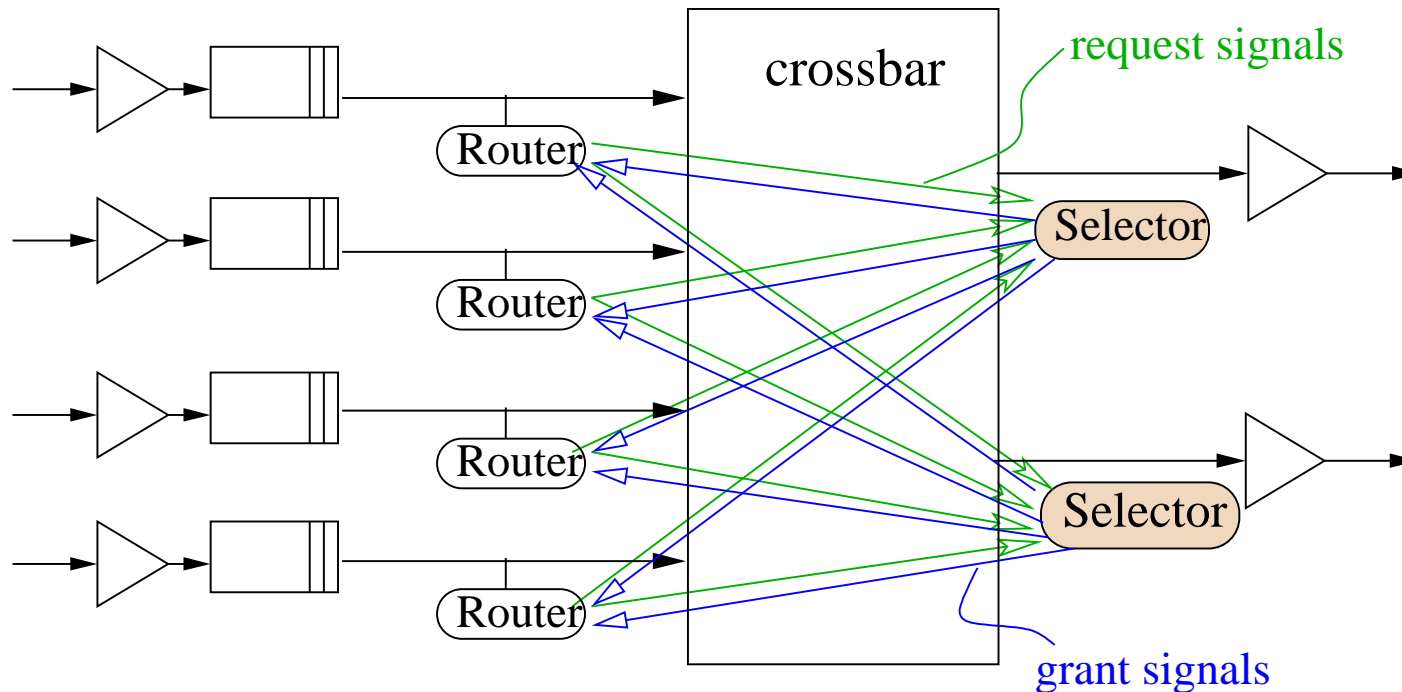 request signals
crossbar
Router
Selector
Router
Router
Selector
Router
grant signals